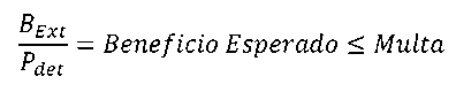 B_Ext / P_det = Beneficio Esperado ≤ Multa